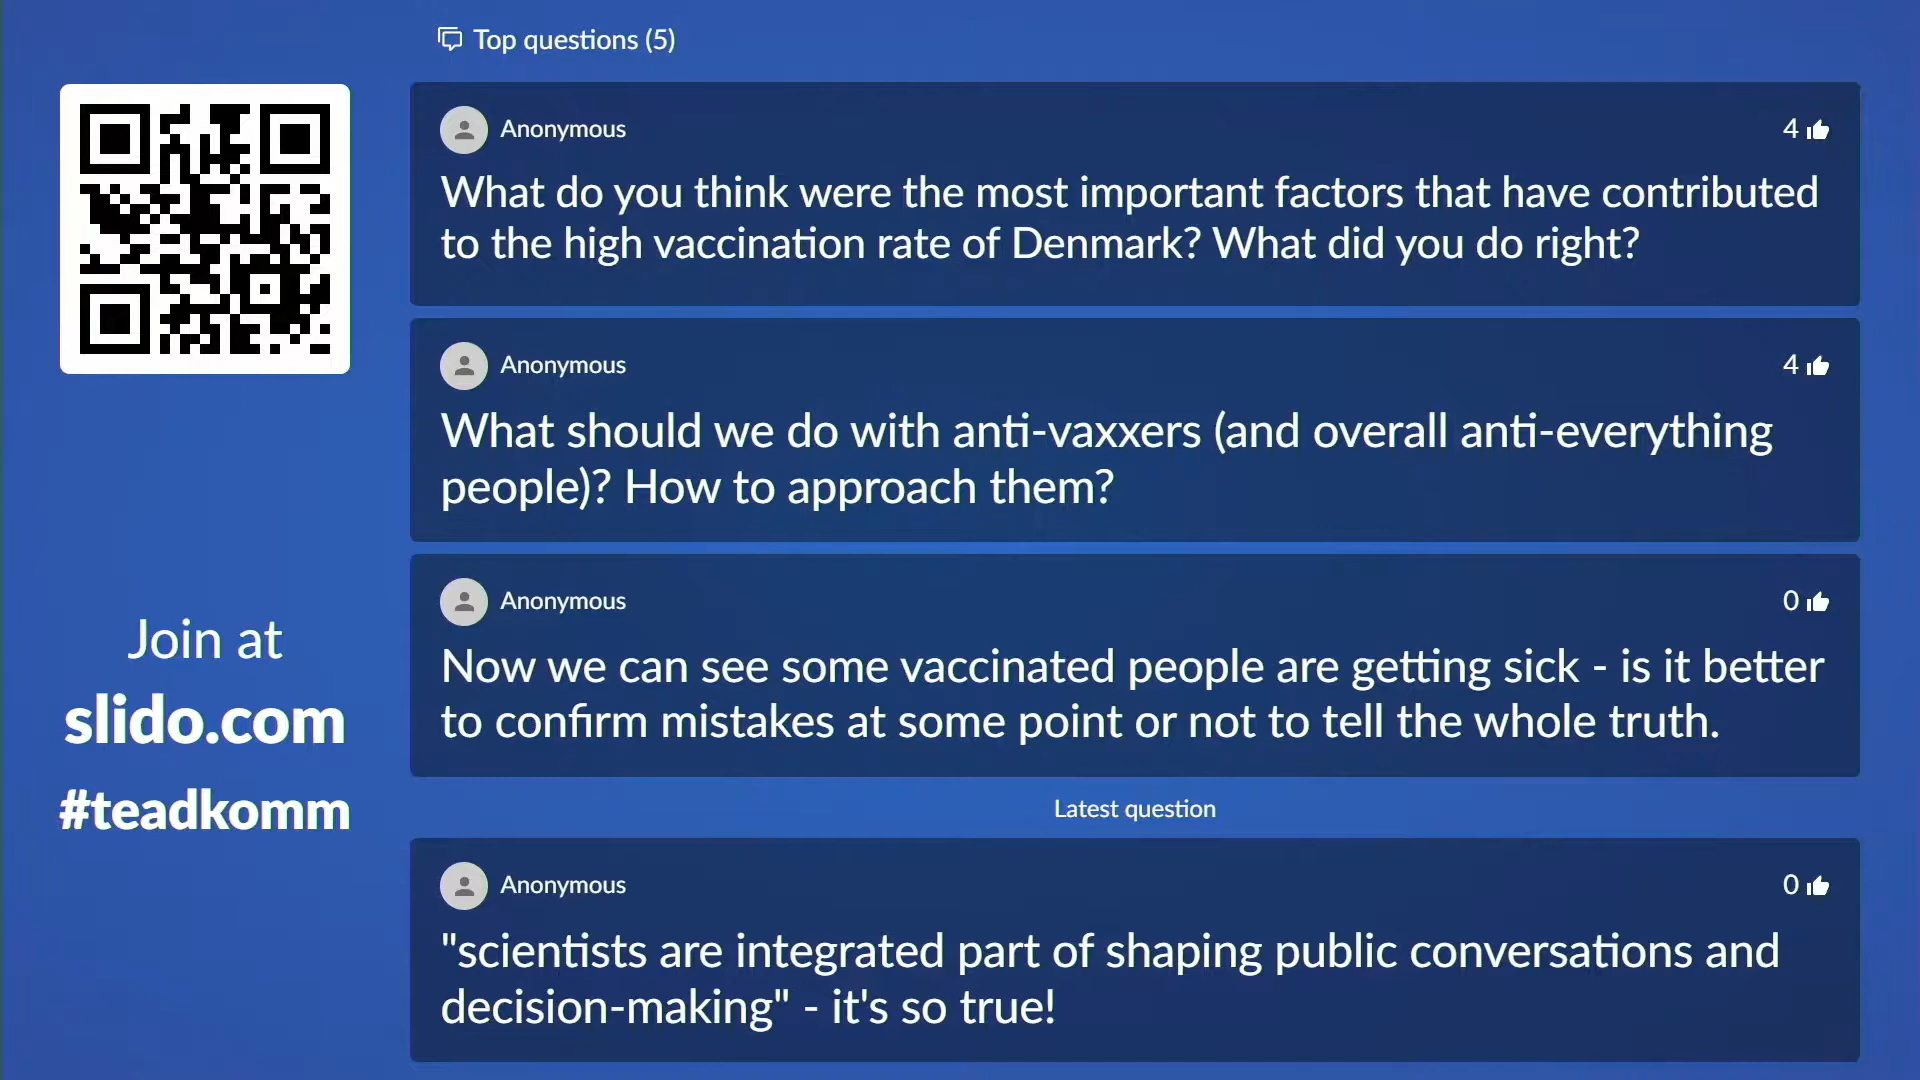 Top questions (5)
Anonymous
4
What do you think were the most important factors that have contributed
to the high vaccination rate of Denmark? What did you do right?
Anonymous
4
What should we do with anti-vaxxers (and overall anti-everything
people)? How to approach them?
Anonymous
0
Now we can see some vaccinated people are getting sick - is it better
to confirm mistakes at some point or not to tell the whole truth.
Latest question
Anonymous
0
"scientists are integrated part of shaping public conversations and
decision-making" - it's so true!
Join at
slido.com
#teadkomm